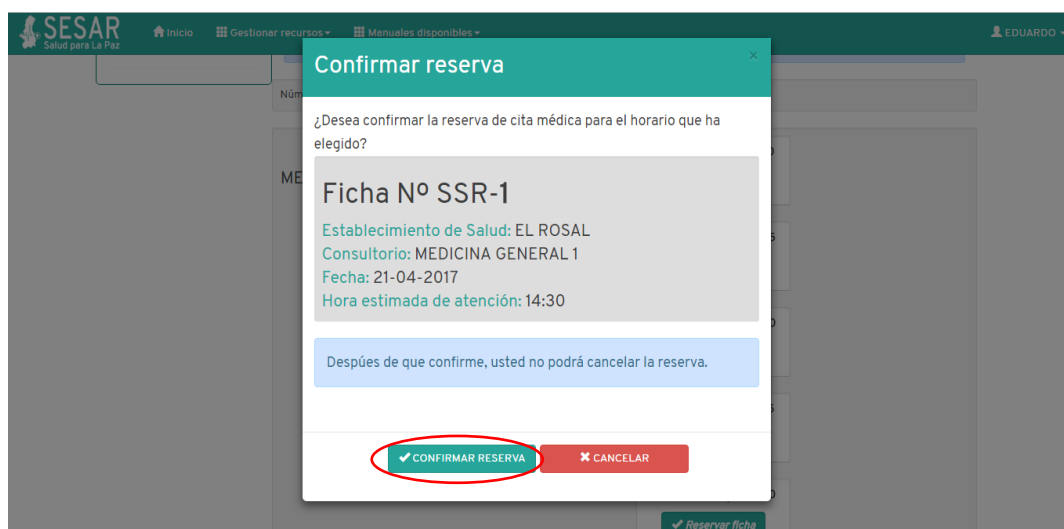 SESAR
Salud para La Paz
Inicio
Gestionar recursos
Manuales disponibles
EDUARDO
Confirmar reserva
×
Núm
¿Desea confirmar la reserva de cita médica para el horario que ha
elegido?
ME
Ficha Nº SSR-1
Establecimiento de Salud: EL ROSAL
Consultorio: MEDICINA GENERAL 1
Fecha: 21-04-2017
Hora estimada de atención: 14:30
Despúes de que confirme, usted no podrá cancelar la reserva.
CONFIRMAR RESERVA
CANCELAR
Reservar ficha